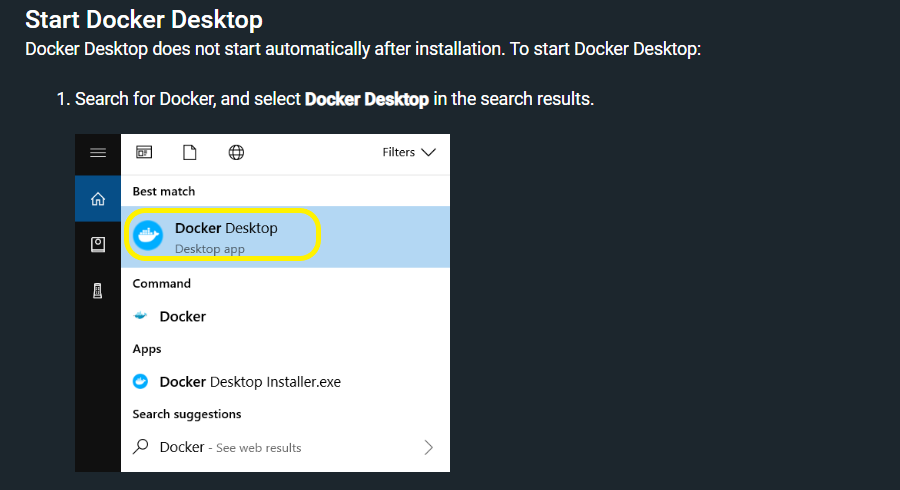 Start Docker Desktop
Docker Desktop does not start automatically after installation. To start Docker Desktop:
1. Search for Docker, and select Docker Desktop in the search results.
Filters
Best match
Docker Desktop
Desktop app
Command
Docker
Apps
Docker Desktop Installer.exe
Search suggestions
Docker - See web results